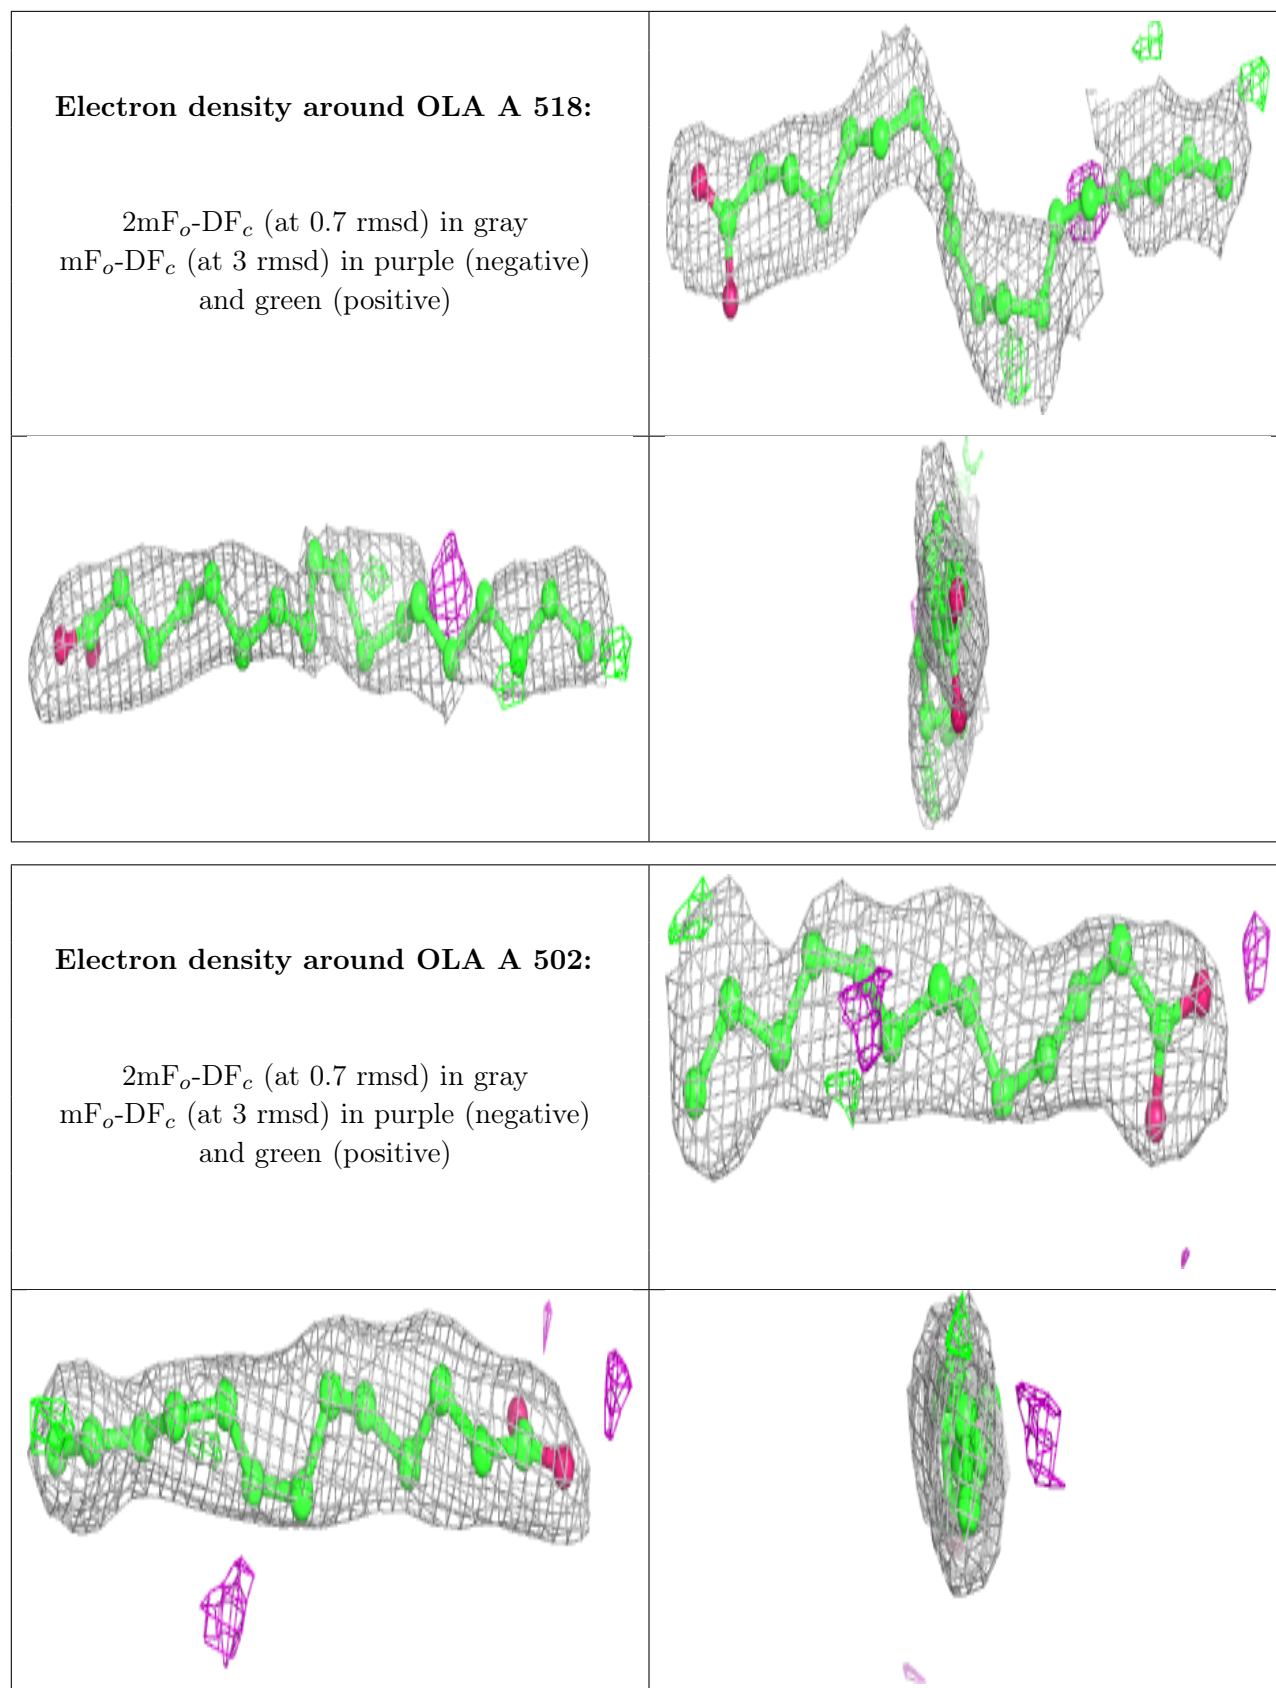 Electron density around OLA A 518:
2mFₒ-DF𝒸 (at 0.7 rmsd) in gray
mFₒ-DF𝒸 (at 3 rmsd) in purple (negative)
and green (positive)
Electron density around OLA A 502:
2mFₒ-DF𝒸 (at 0.7 rmsd) in gray
mFₒ-DF𝒸 (at 3 rmsd) in purple (negative)
and green (positive)